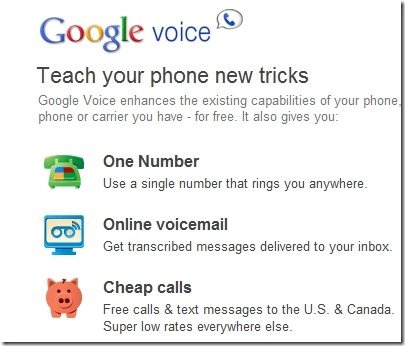 Google voice
Teach your phone new tricks
Google Voice enhances the existing capabilities of your phone,
phone or carrier you have - for free. It also gives you:
One Number
Use a single number that rings you anywhere.
Online voicemail
Get transcribed messages delivered to your inbox.
Cheap calls
Free calls & text messages to the U.S. & Canada.
Super low rates everywhere else.